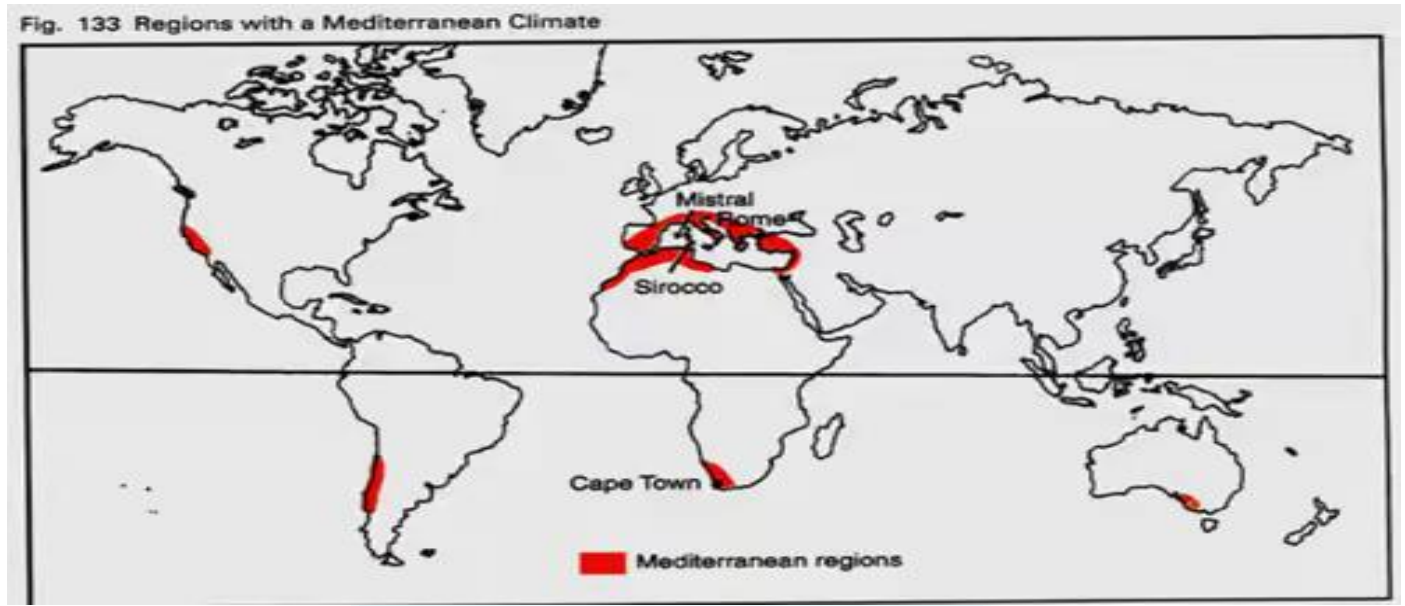 Fig. 133 Regions with a Mediterranean Climate
Mistral
Rome
Sirocco
Cape Town
Mediterranean regions